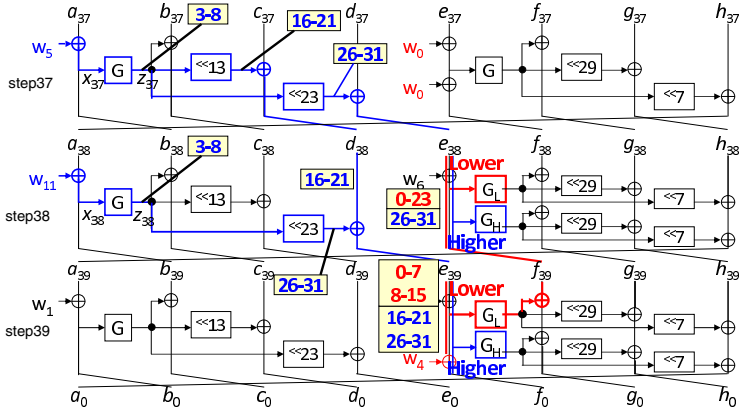 a37 b37 c37 d37 e37 f37 g37 h37
3-8 16-21
w5 26-31 w0
G <<13 G <<29
step37 x37 z37 w0
<<23 <<7
a38 b38 c38 d38 e38 f38 g38 h38
3-8 Lower
w11 16-21 w6
G <<13 0-23 GL <<29 <<7
step38 x38 z38 26-31
<<23 GH <<29 <<7
Higher
a39 b39 c39 d39 e39 f39 g39 h39
26-31 0-7 Lower
w1 8-15
G <<13 16-21 GL <<29 <<7
step39 26-31
<<23 w4 GH <<29 <<7
Higher
a0 b0 c0 d0 e0 f0 g0 h0